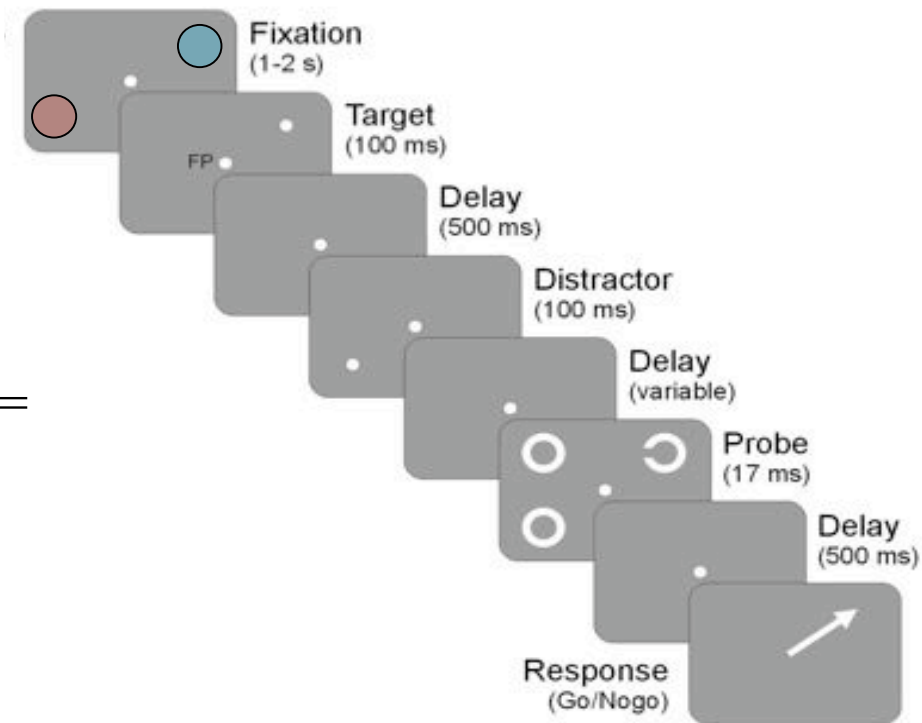 Fixation
(1-2 s)
Target
(100 ms)
FP
Delay
(500 ms)
Distractor
(100 ms)
Delay
(variable)
Probe
(17 ms)
Delay
(500 ms)
Response
(Go/Nogo)